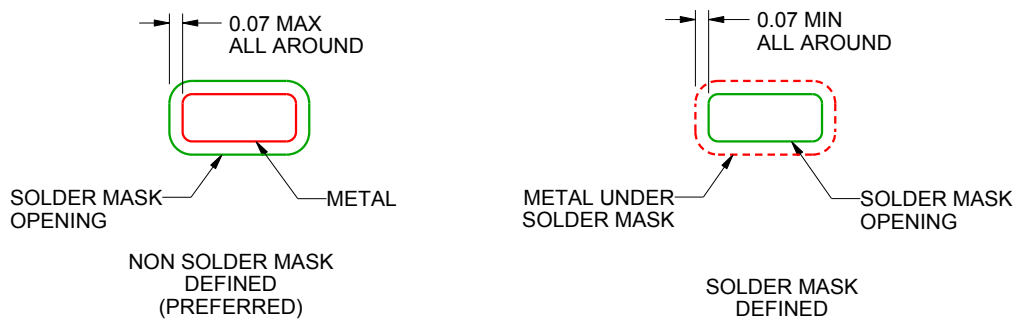 0.07 MAX
ALL AROUND
SOLDER MASK
OPENING
METAL
NON SOLDER MASK
DEFINED
(PREFERRED)
0.07 MIN
ALL AROUND
METAL UNDER
SOLDER MASK
SOLDER MASK
OPENING
SOLDER MASK
DEFINED